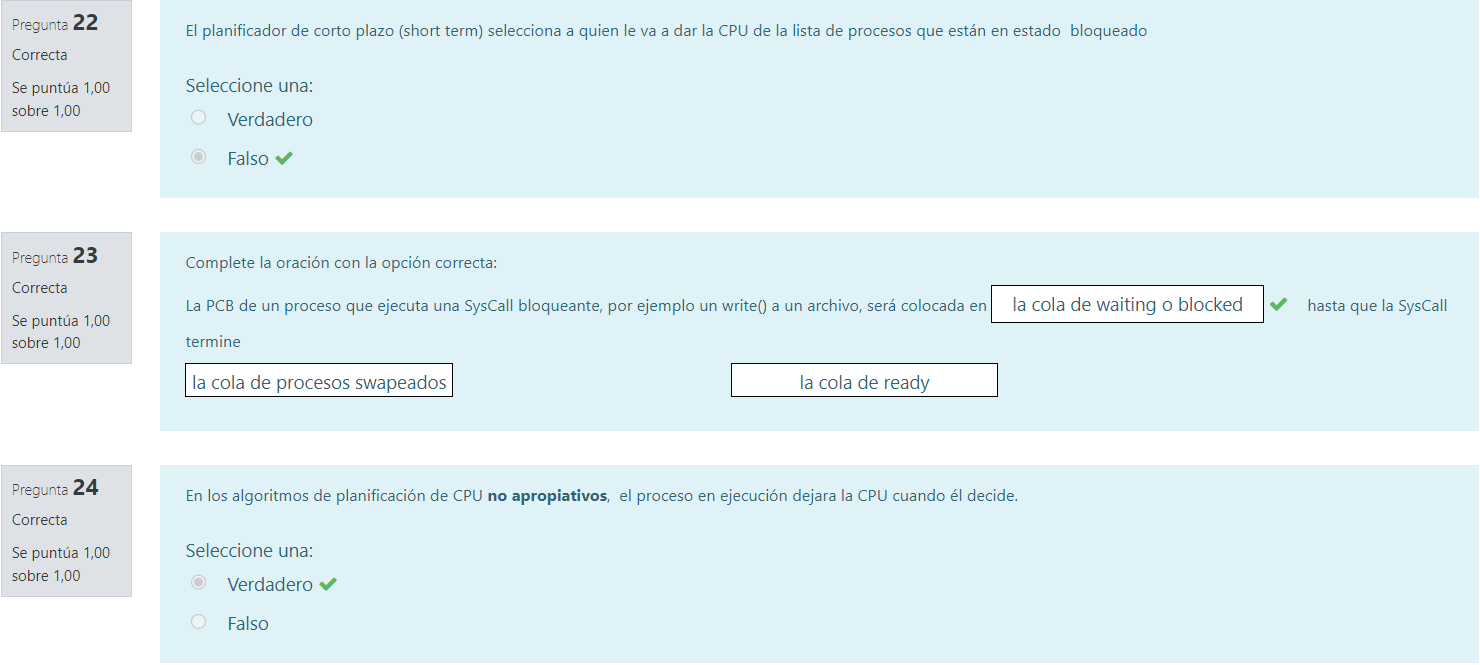 Pregunta 22
Correcta
Se puntúa 1,00
sobre 1,00
El planificador de corto plazo (short term) selecciona a quien le va a dar la CPU de la lista de procesos que están en estado bloqueado
Seleccione una:
Verdadero
Falso
Pregunta 23
Correcta
Se puntúa 1,00
sobre 1,00
Complete la oración con la opción correcta:
La PCB de un proceso que ejecuta una SysCall bloqueante, por ejemplo un write() a un archivo, será colocada en la cola de waiting o blocked hasta que la SysCall
termine
la cola de procesos swapeados la cola de ready
Pregunta 24
Correcta
Se puntúa 1,00
sobre 1,00
En los algoritmos de planificación de CPU no apropiativos, el proceso en ejecución dejara la CPU cuando él decide.
Seleccione una:
Verdadero
Falso